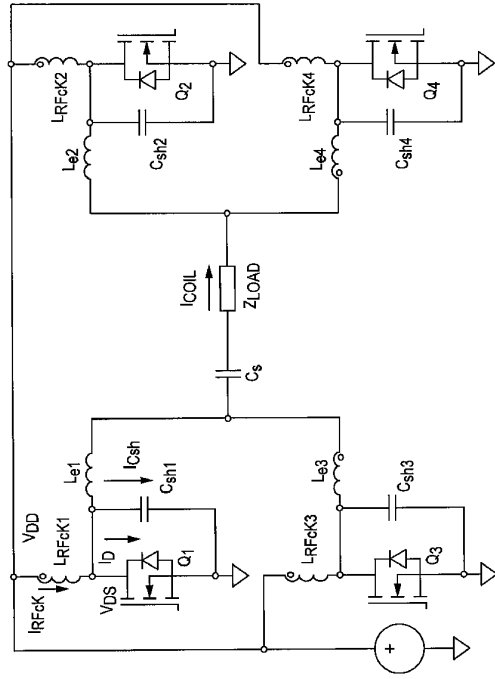 VDD
IRFcK
LRFcK1
ID
VDS
Q1
Le1
ICsh
Csh1
LRFcK3
Q3
Le3
Csh3
+
Cs
ICOIL
ZLOAD
Le2
LRFcK2
Csh2
Q2
Le4
LRFcK4
Csh4
Q4